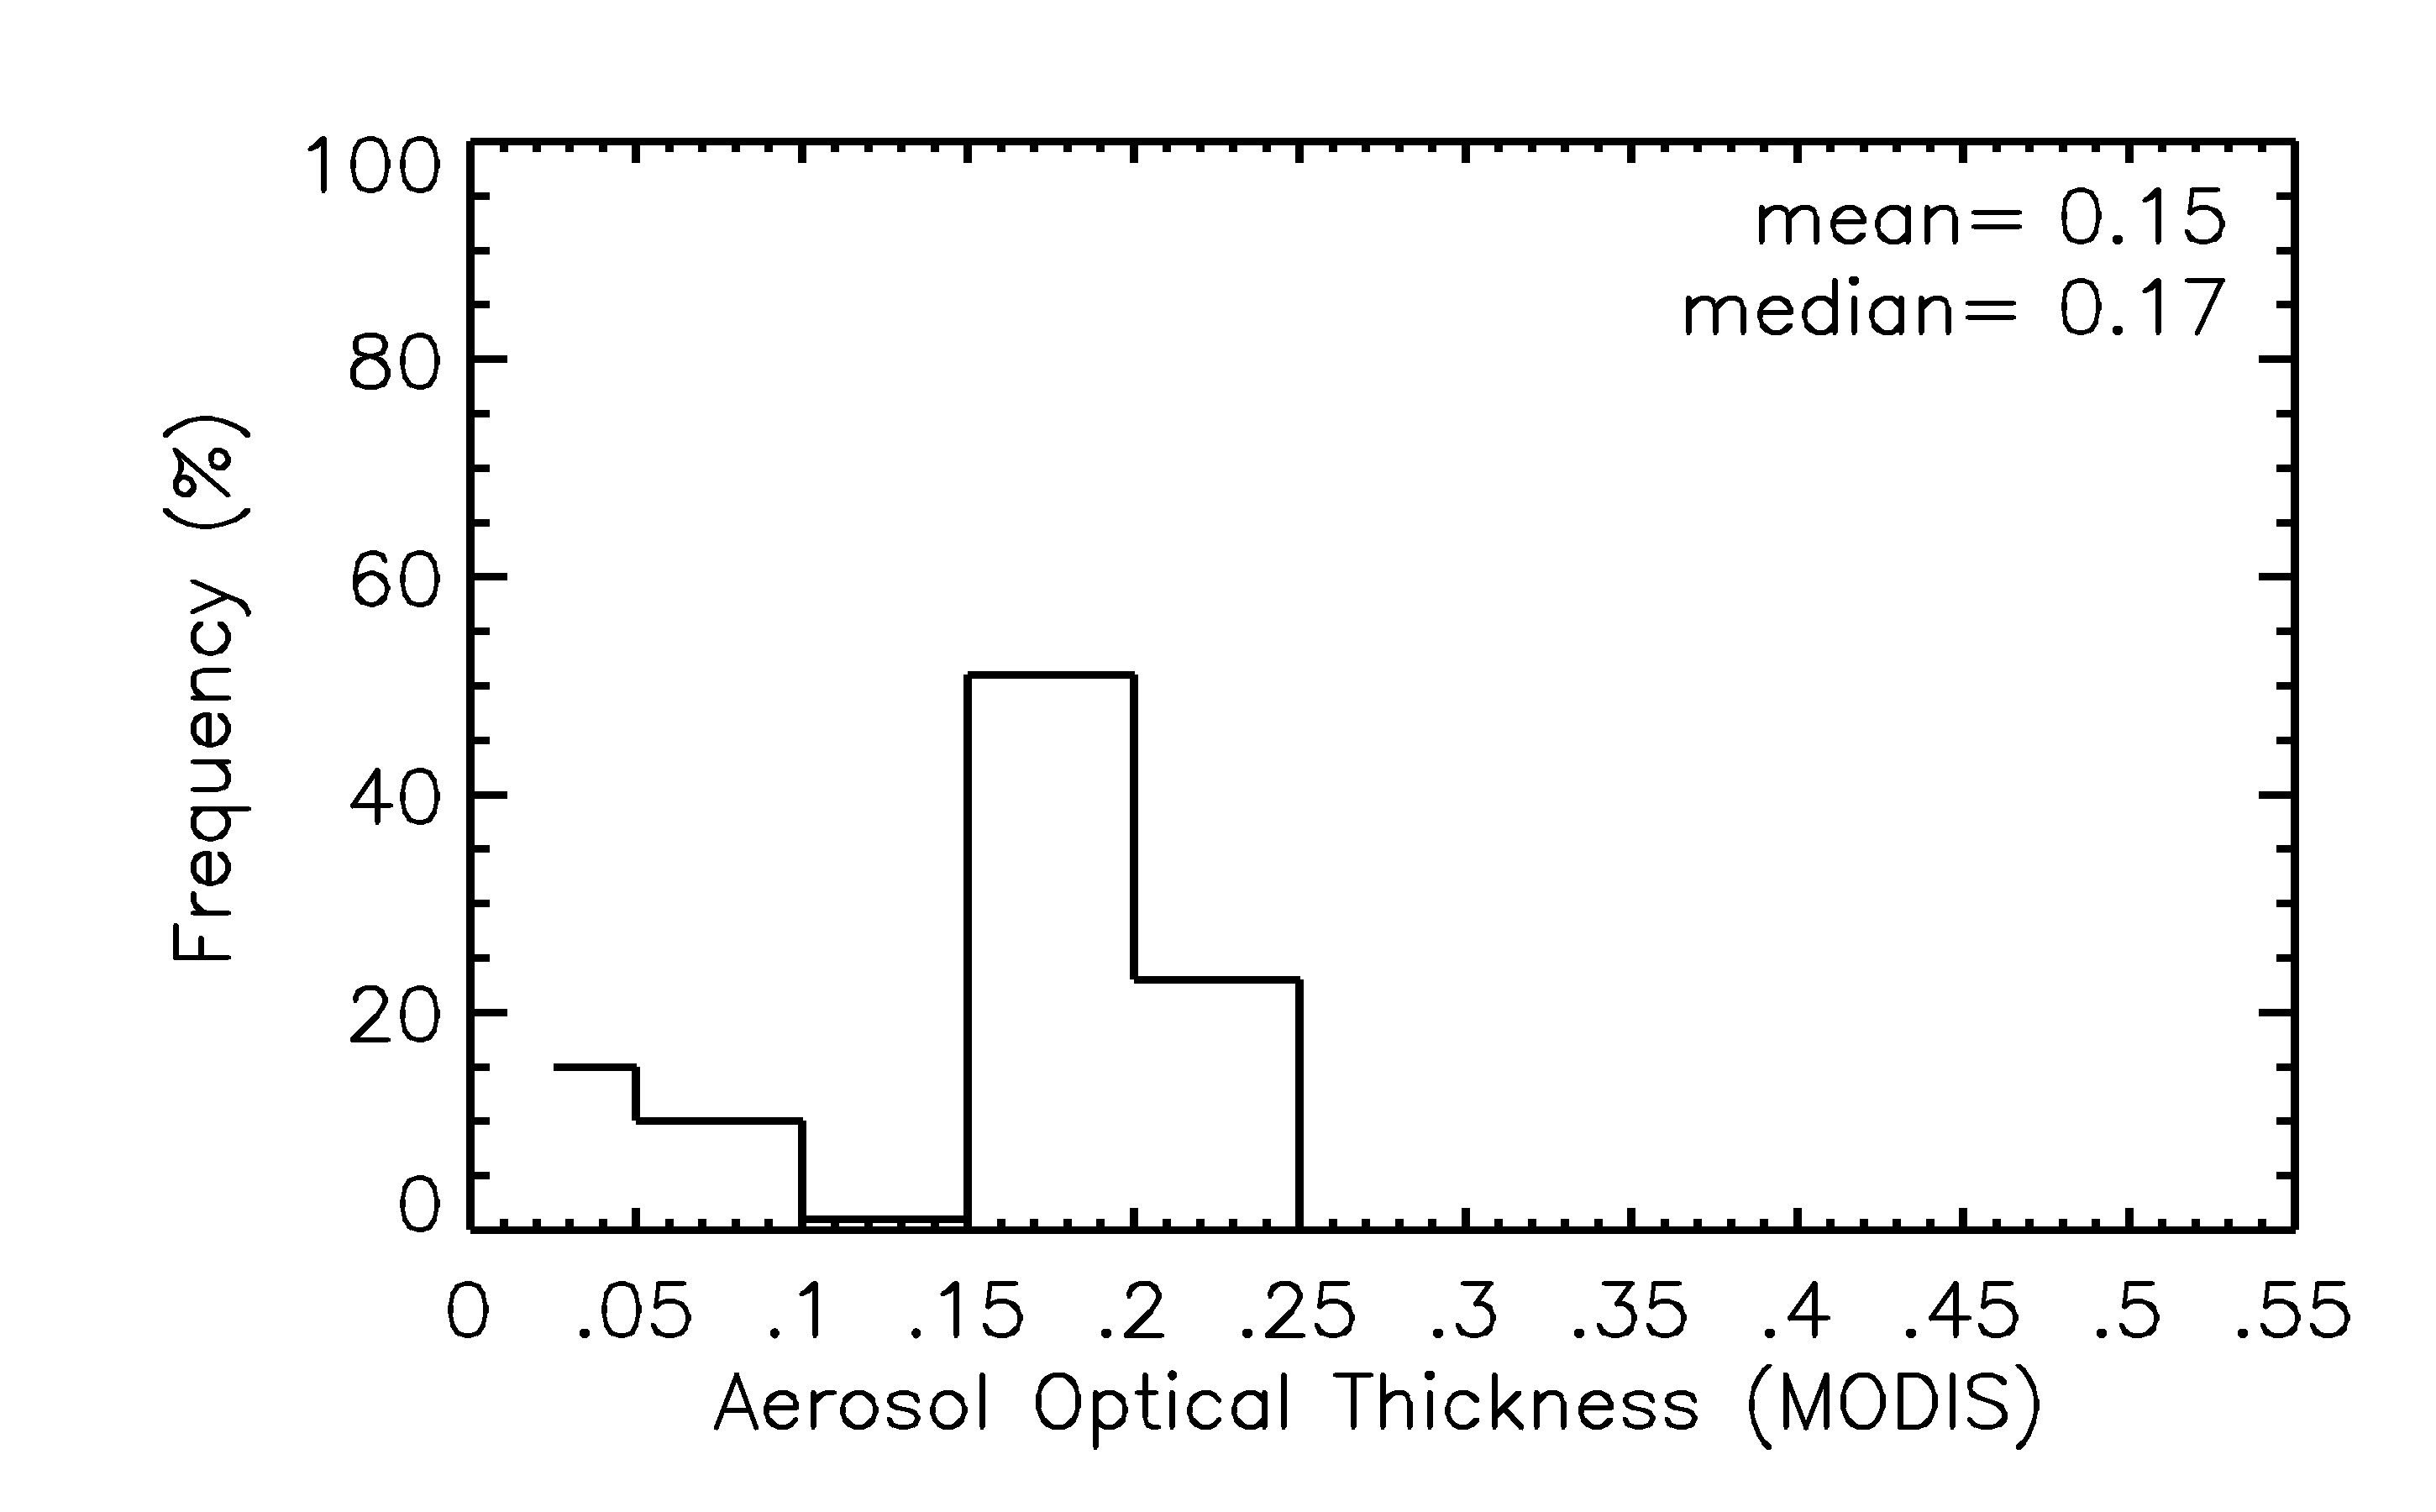 100
80
60
40
20
0
Frequency (%)
mean= 0.15
median= 0.17
0 .05 .1 .15 .2 .25 .3 .35 .4 .45 .5 .55
Aerosol Optical Thickness (MODIS)